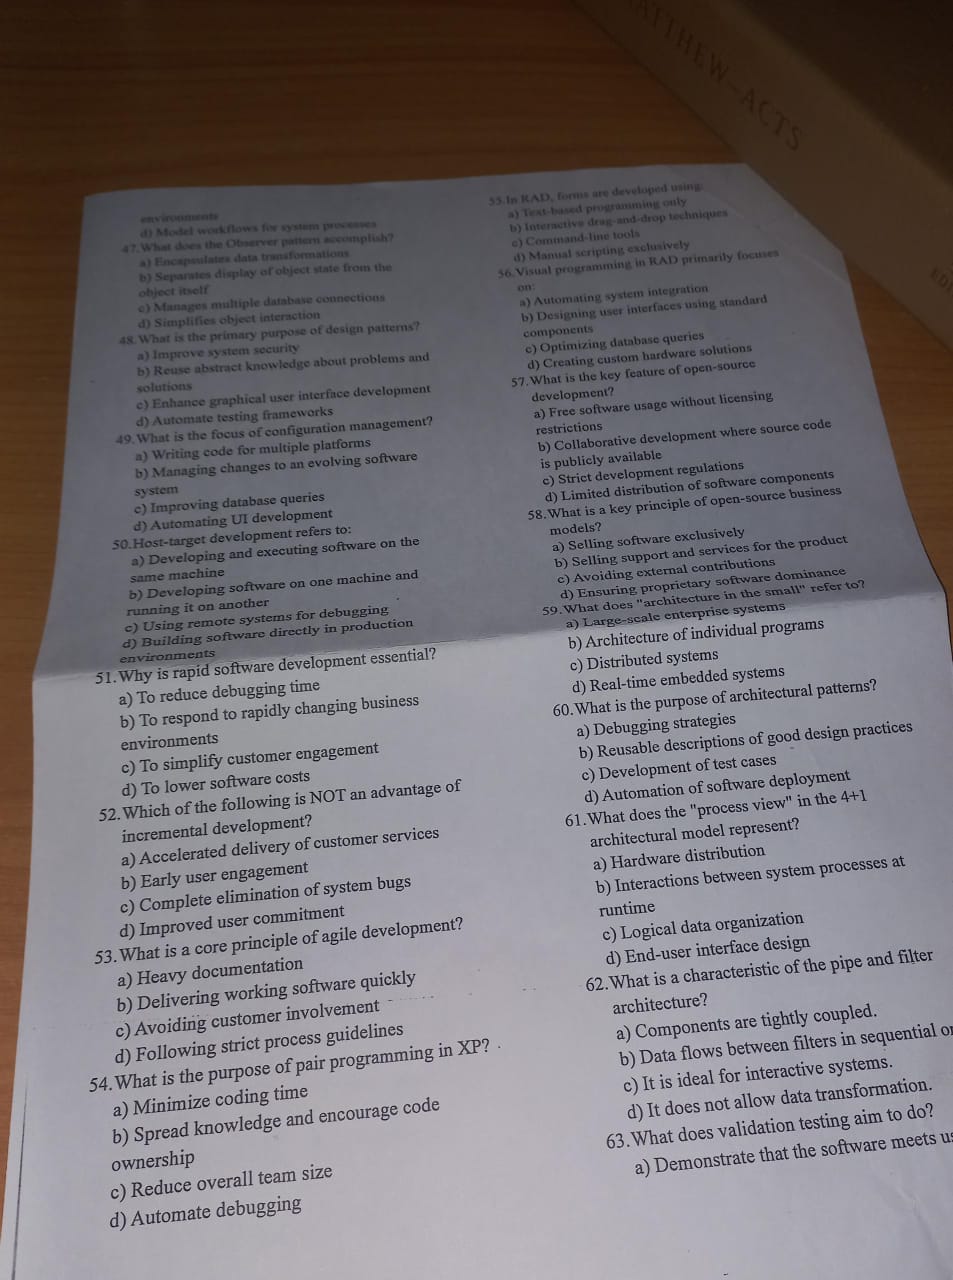 MATTHEW–ACTS
environments
d) Model workflows for system processes
47. What does the Observer pattern accomplish?
a) Encapsulates data transformations
b) Separates display of object state from the
object itself
c) Manages multiple database connections
d) Simplifies object interaction
48. What is the primary purpose of design patterns?
a) Improve system security
b) Reuse abstract knowledge about problems and
solutions
c) Enhance graphical user interface development
d) Automate testing frameworks
49. What is the focus of configuration management?
a) Writing code for multiple platforms
b) Managing changes to an evolving software
system
c) Improving database queries
d) Automating UI development
50. Host-target development refers to:
a) Developing and executing software on the
same machine
b) Developing software on one machine and
running it on another
c) Using remote systems for debugging
d) Building software directly in production
environments
51. Why is rapid software development essential?
a) To reduce debugging time
b) To respond to rapidly changing business
environments
c) To simplify customer engagement
d) To lower software costs
52. Which of the following is NOT an advantage of
incremental development?
a) Accelerated delivery of customer services
b) Early user engagement
c) Complete elimination of system bugs
d) Improved user commitment
53. What is a core principle of agile development?
a) Heavy documentation
b) Delivering working software quickly
c) Avoiding customer involvement
d) Following strict process guidelines
54. What is the purpose of pair programming in XP?
a) Minimize coding time
b) Spread knowledge and encourage code
ownership
c) Reduce overall team size
d) Automate debugging
55. In RAD, forms are developed using:
a) Text-based programming only
b) Interactive drag-and-drop techniques
c) Command-line tools
d) Manual scripting exclusively
56. Visual programming in RAD primarily focuses
on:
a) Automating system integration
b) Designing user interfaces using standard
components
c) Optimizing database queries
d) Creating custom hardware solutions
57. What is the key feature of open-source
development?
a) Free software usage without licensing
restrictions
b) Collaborative development where source code
is publicly available
c) Strict development regulations
d) Limited distribution of software components
58. What is a key principle of open-source business
models?
a) Selling software exclusively
b) Selling support and services for the product
c) Avoiding external contributions
d) Ensuring proprietary software dominance
59. What does "architecture in the small" refer to?
a) Large-scale enterprise systems
b) Architecture of individual programs
c) Distributed systems
d) Real-time embedded systems
60. What is the purpose of architectural patterns?
a) Debugging strategies
b) Reusable descriptions of good design practices
c) Development of test cases
d) Automation of software deployment
61. What does the "process view" in the 4+1
architectural model represent?
a) Hardware distribution
b) Interactions between system processes at
runtime
c) Logical data organization
d) End-user interface design
62. What is a characteristic of the pipe and filter
architecture?
a) Components are tightly coupled.
b) Data flows between filters in sequential or
c) It is ideal for interactive systems.
d) It does not allow data transformation.
63. What does validation testing aim to do?
a) Demonstrate that the software meets